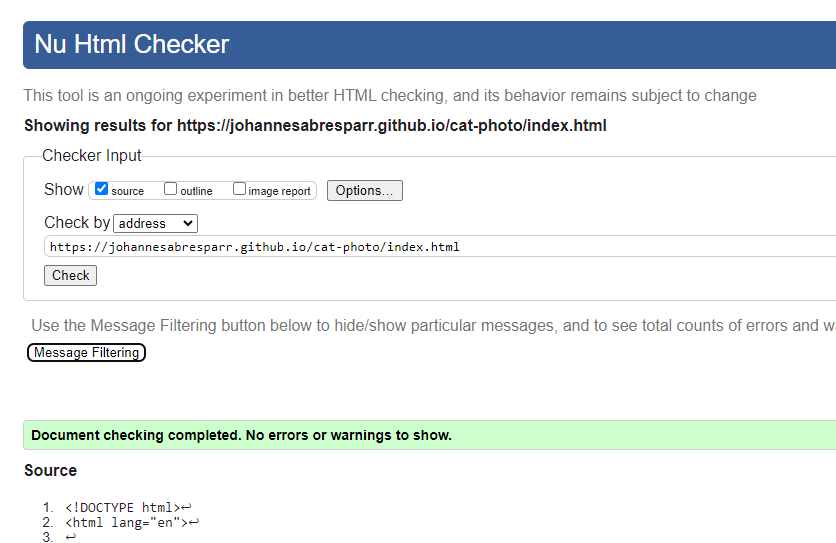 Nu Html Checker
This tool is an ongoing experiment in better HTML checking, and its behavior remains subject to change
Showing results for https://johannesabresparr.github.io/cat-photo/index.html
Checker Input
Show source outline image report Options...
Check by address
https://johannesabresparr.github.io/cat-photo/index.html
Check
Use the Message Filtering button below to hide/show particular messages, and to see total counts of errors and
Message Filtering
Document checking completed. No errors or warnings to show.
Source
1. <!DOCTYPE html>↩
2. <html lang="en">↩
3. ↩